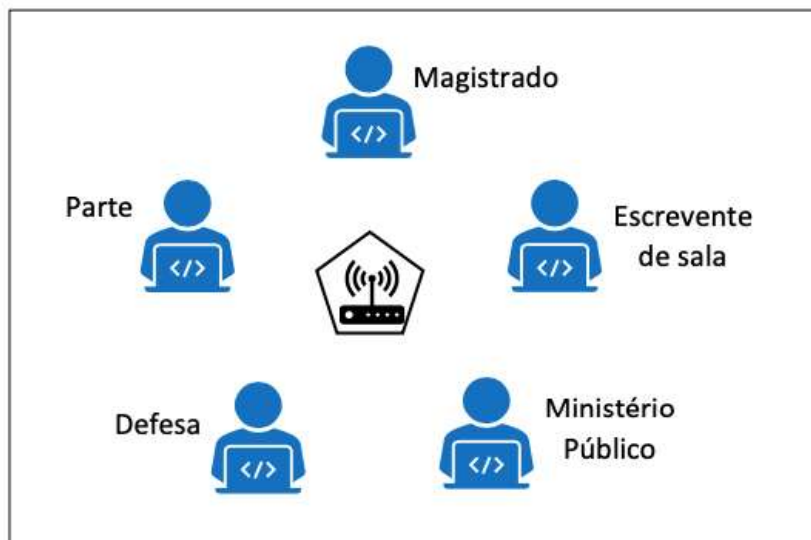 Magistrado
</>
Parte
</>
Escrevente
de sala
</>
Defesa
</>
Ministério
Público
</>